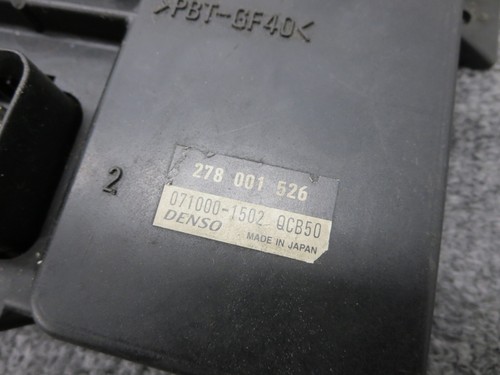 >PBT-GF40<
2
278 001 526
071000-1502 QCB50
DENSO MADE IN JAPAN